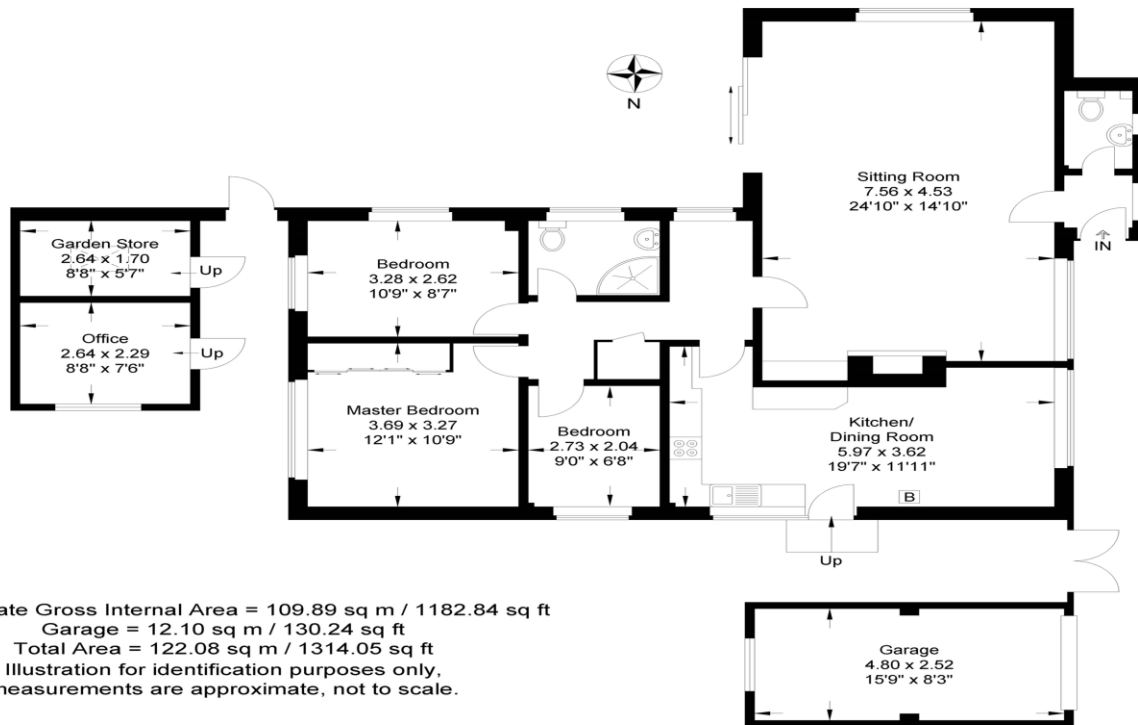 N
Sitting Room
7.56 x 4.53
24'10" x 14'10"
IN
Garden Store
2.64 x 1.70
8'8" x 5'7"
Up
Bedroom
3.28 x 2.62
10'9" x 8'7"
Office
2.64 x 2.29
8'8" x 7'6"
Up
Master Bedroom
3.69 x 3.27
12'1" x 10'9"
Bedroom
2.73 x 2.04
9'0" x 6'8"
Kitchen/
Dining Room
5.97 x 3.62
19'7" x 11'11"
B
Up
ate Gross Internal Area = 109.89 sq m / 1182.84 sq ft
Garage = 12.10 sq m / 130.24 sq ft
Total Area = 122.08 sq m / 1314.05 sq ft
Illustration for identification purposes only,
measurements are approximate, not to scale.
Garage
4.80 x 2.52
15'9" x 8'3"